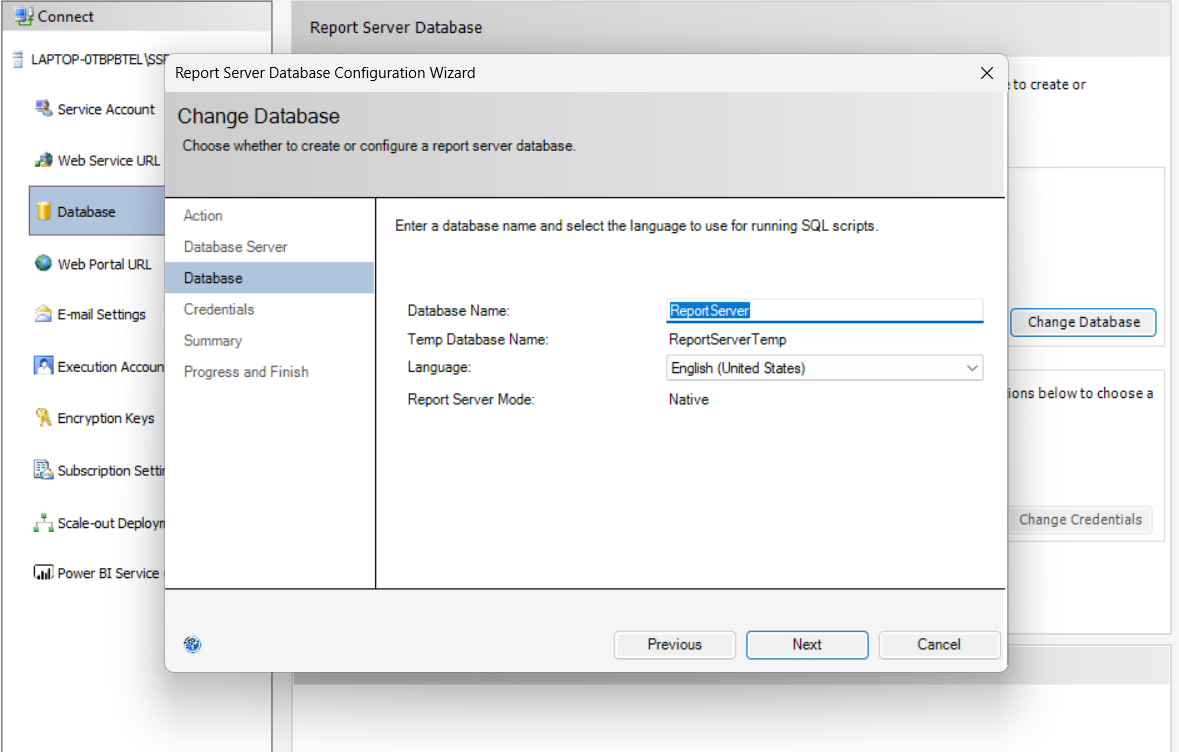 Connect
Report Server Database
LAPTOP-0TBPBTEL\SSR
Report Server Database Configuration Wizard
to create or
Change Database
Choose whether to create or configure a report server database.
Service Account
Web Service URL
Database
Web Portal URL
E-mail Settings
Execution Accoun
Encryption Keys
Subscription Settin
Scale-out Deploym
Power BI Service
Action
Database Server
Database
Credentials
Summary
Progress and Finish
Enter a database name and select the language to use for running SQL scripts.
Database Name: ReportServer
Temp Database Name: ReportServerTemp
Language: English (United States)
Report Server Mode: Native
Change Database
ions below to choose a
Change Credentials
Previous Next Cancel